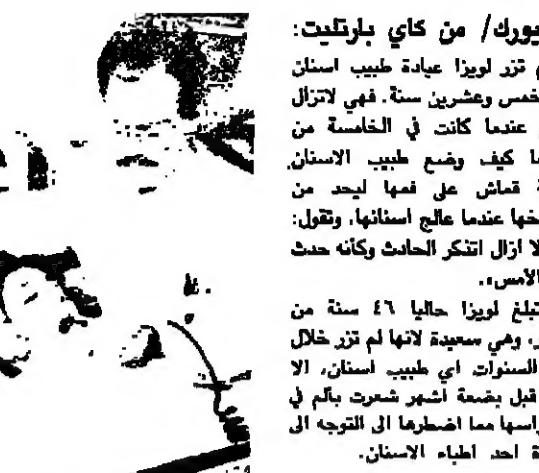 يورك/ من كاي بارتليت:
م تزر لويزا عيادة طبيب اسنان
خمس وعشرين سنة. فهي لاتزال
عندما كانت في الخامسة من
ا كيف وضع طبيب الاسنان
ة قماش على فمها ليحد من
خها عندما عالج اسنانها. وتقول:
لا ازال اتذكر الحادث وكأنه حدث
الأمس».
تبلغ لويزا حاليا ٤٦ سنة من
، وهي سعيدة لانها لم تزر خلال
السنوات اي طبيب اسنان، الا
قبل بضعة اشهر شعرت بألم في
راسها مما اضطرها الى التوجه الى
ة احد اطباء الاسنان.